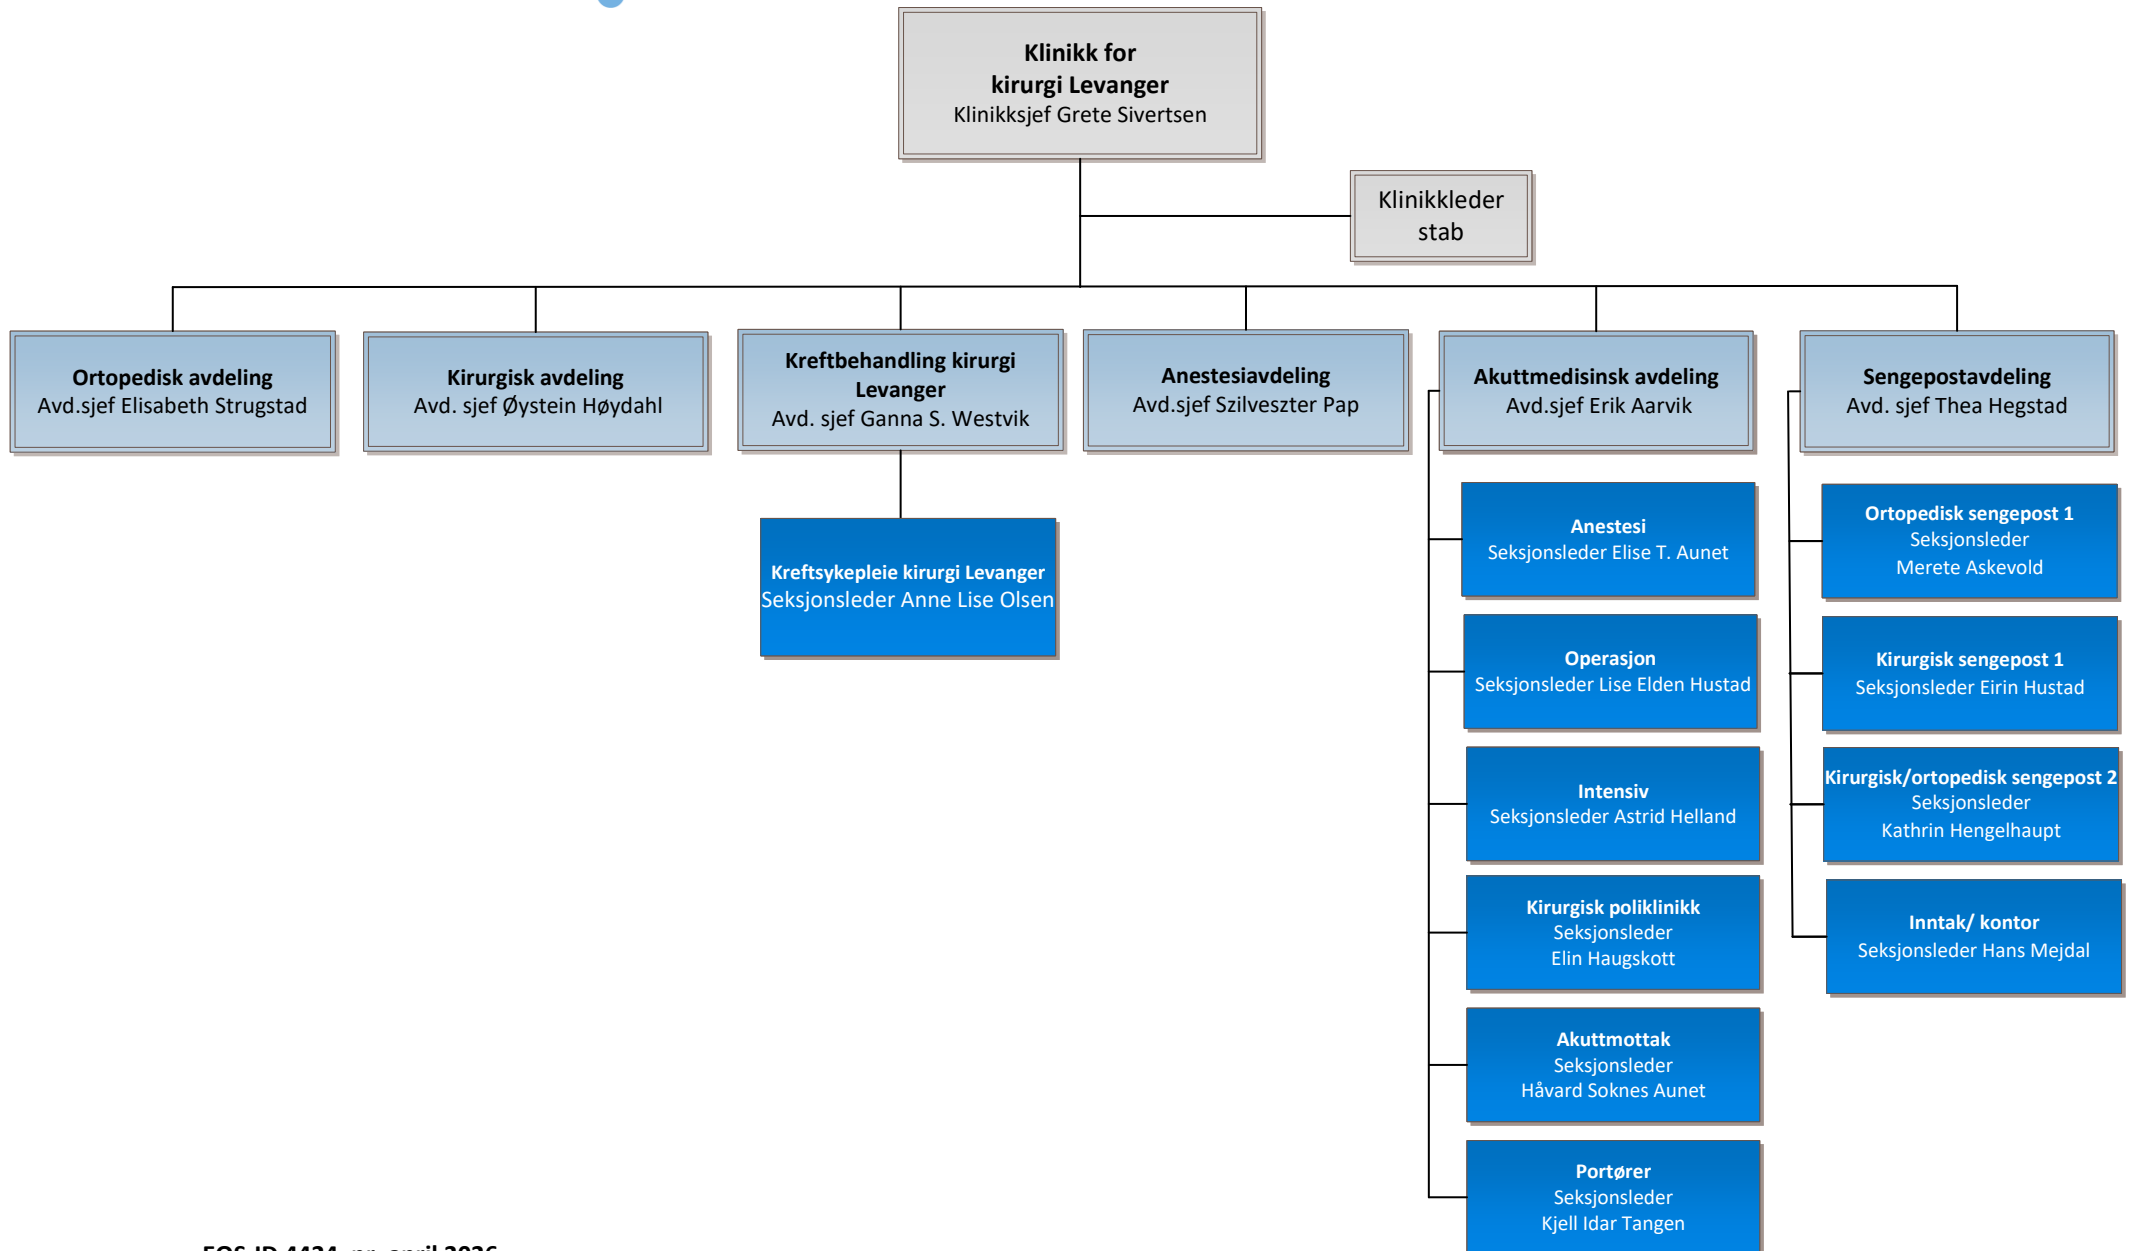 Klinikk for
kirurgi Levanger
Klinikksjef Grete Sivertsen
Klinikkleder
stab
Ortopedisk avdeling
Avd.sjef Elisabeth Strugstad
Kirurgisk avdeling
Avd. sjef Øystein Høydahl
Kreftbehandling kirurgi
Levanger
Avd. sjef Ganna S. Westvik
Anestesiavdeling
Avd.sjef Szilveszter Pap
Akuttmedisinsk avdeling
Avd.sjef Erik Aarvik
Sengepostavdeling
Avd. sjef Thea Hegstad
Kreftsykepleie kirurgi Levanger
Seksjonsleder Anne Lise Olsen
Anestesi
Seksjonsleder Elise T. Aunet
Operasjon
Seksjonsleder Lise Elden Hustad
Intensiv
Seksjonsleder Astrid Helland
Kirurgisk poliklinikk
Seksjonsleder
Elin Haugskott
Akuttmottak
Seksjonsleder
Håvard Soknes Aunet
Portører
Seksjonsleder
Kjell Idar Tangen
Ortopedisk sengepost 1
Seksjonsleder
Merete Askevold
Kirurgisk sengepost 1
Seksjonsleder Eirin Hustad
Kirurgisk/ortopedisk sengepost 2
Seksjonsleder
Kathrin Hengelhaupt
Inntak/ kontor
Seksjonsleder Hans Mejdal